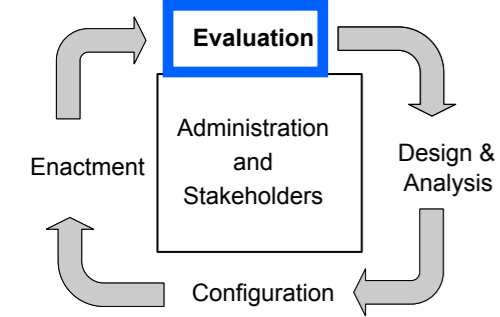 Evaluation
Administration
and
Stakeholders
Enactment
Design &
Analysis
Configuration